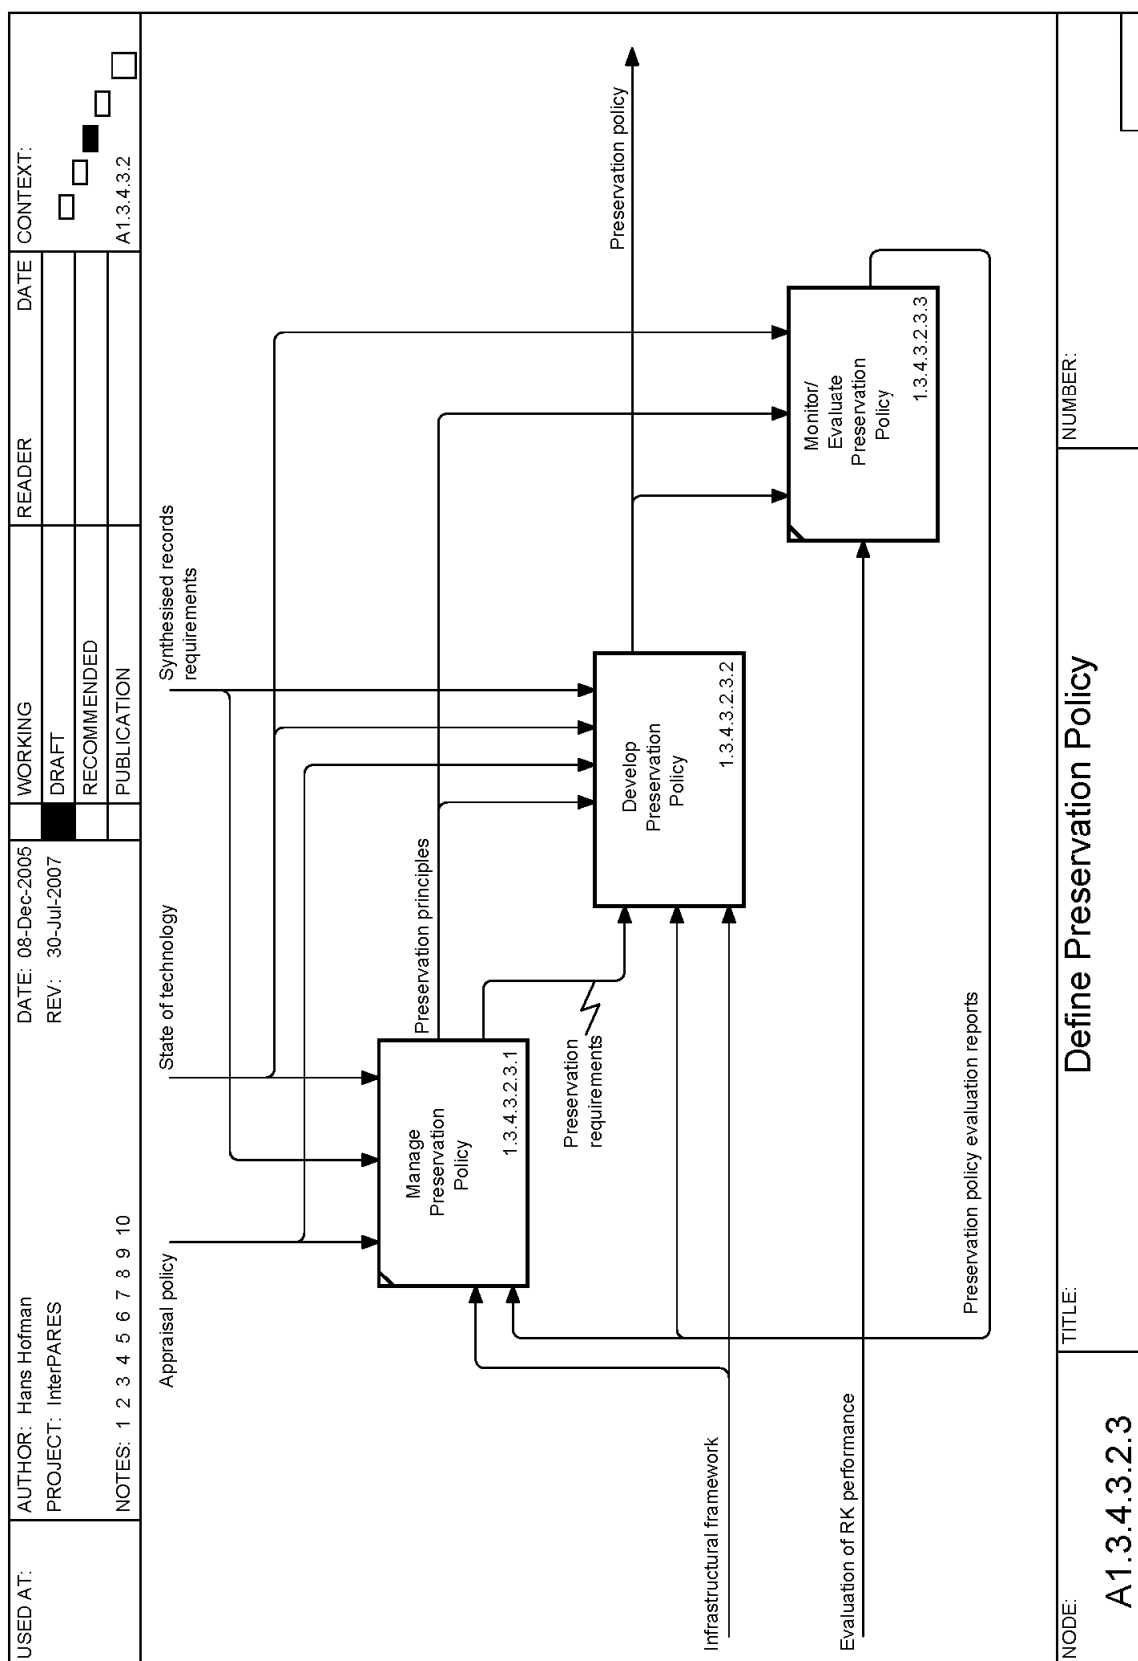 USED AT:
AUTHOR: Hans Hofman
PROJECT: InterPARES
NOTES: 1 2 3 4 5 6 7 8 9 10
DATE: 08-Dec-2005
REV: 30-Jul-2007
WORKING
DRAFT
RECOMMENDED
PUBLICATION
READER
DATE
CONTEXT:
A1.3.4.3.2
Appraisal policy
State of technology
Synthesised records
requirements
Manage
Preservation
Policy
1.3.4.3.2.3.1
Preservation principles
Preservation
requirements
Develop
Preservation
Policy
1.3.4.3.2.3.2
Preservation policy
Monitor/
Evaluate
Preservation
Policy
1.3.4.3.2.3.3
Infrastructural framework
Evaluation of RK performance
Preservation policy evaluation reports
NODE:
A1.3.4.3.2.3
TITLE:
Define Preservation Policy
NUMBER: